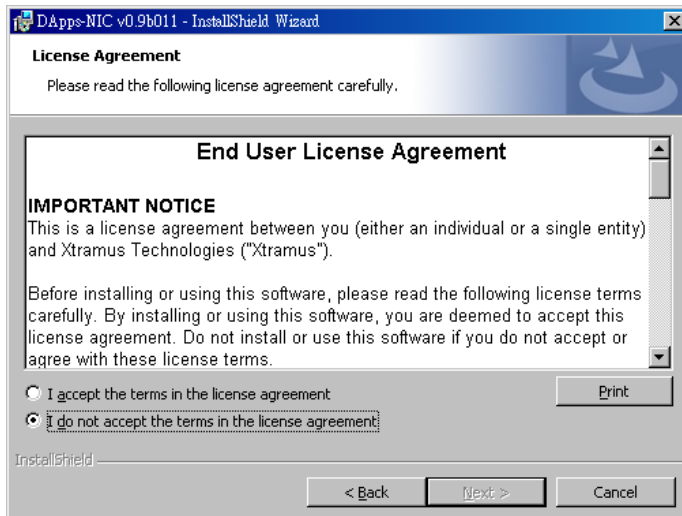 DApps-NIC v0.9b011 - InstallShield Wizard
License Agreement
Please read the following license agreement carefully.
End User License Agreement
IMPORTANT NOTICE
This is a license agreement between you (either an individual or a single entity)
and Xtramus Technologies ("Xtramus").
Before installing or using this software, please read the following license terms
carefully. By installing or using this software, you are deemed to accept this
license agreement. Do not install or use this software if you do not accept or
agree with these license terms.
I accept the terms in the license agreement
Print
I do not accept the terms in the license agreement
InstallShield
< Back
Next >
Cancel